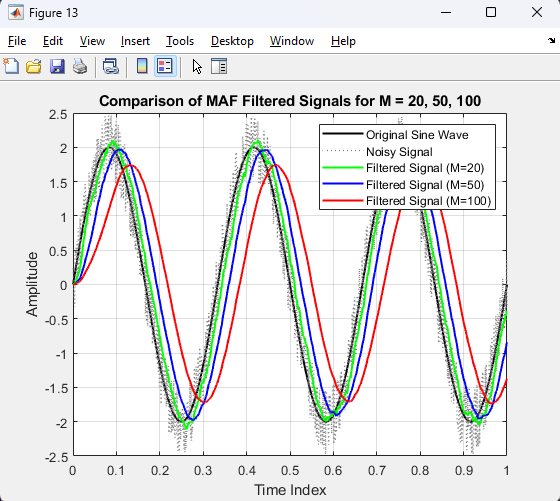 Figure 13
File Edit View Insert Tools Desktop Window Help
Comparison of MAF Filtered Signals for M = 20, 50, 100
Original Sine Wave
Noisy Signal
Filtered Signal (M=20)
Filtered Signal (M=50)
Filtered Signal (M=100)
2.5
2
1.5
1
0.5
0
-0.5
-1
-1.5
-2
-2.5
Amplitude
0 0.1 0.2 0.3 0.4 0.5 0.6 0.7 0.8 0.9 1
Time Index